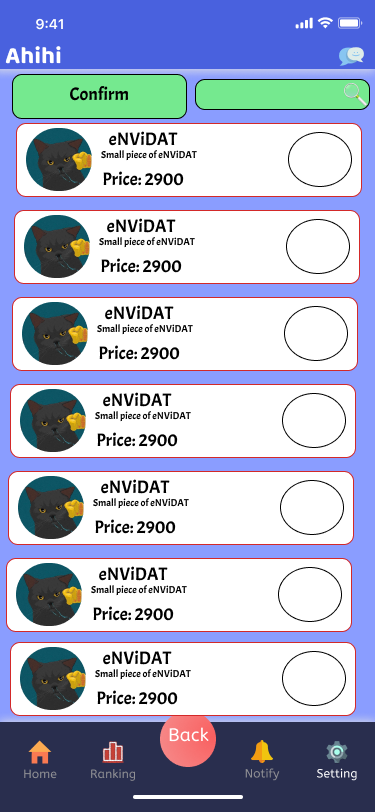 9:41
Ahihi
Confirm
eNViDAT
Small piece of eNViDAT
Price: 2900
eNViDAT
Small piece of eNViDAT
Price: 2900
eNViDAT
Small piece of eNViDAT
Price: 2900
eNViDAT
Small piece of eNViDAT
Price: 2900
eNViDAT
Small piece of eNViDAT
Price: 2900
eNViDAT
Small piece of eNViDAT
Price: 2900
eNViDAT
Small piece of eNViDAT
Price: 2900
Back
Home Ranking Notify Setting